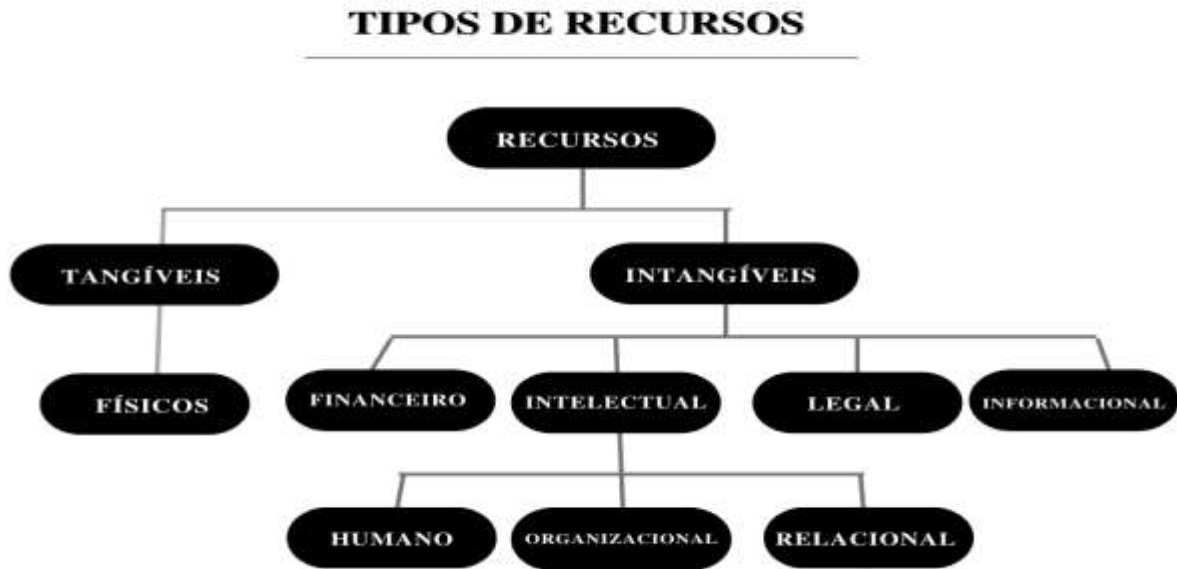 TIPOS DE RECURSOS
RECURSOS
TANGÍVEIS
INTANGÍVEIS
FÍSICOS
FINANCEIRO
INTELECTUAL
LEGAL
INFORMACIONAL
HUMANO
ORGANIZACIONAL
RELACIONAL